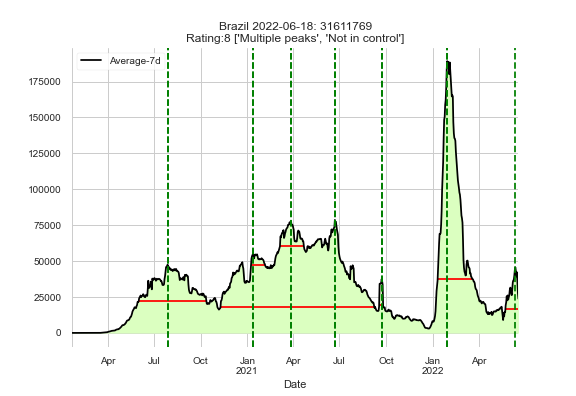 Brazil 2022-06-18: 31611769
Rating:8 ['Multiple peaks', 'Not in control']
Average-7d
175000
150000
125000
100000
75000
50000
25000
0
Apr Jul Oct Jan Apr Jul Oct Jan Apr
2021 2022
Date